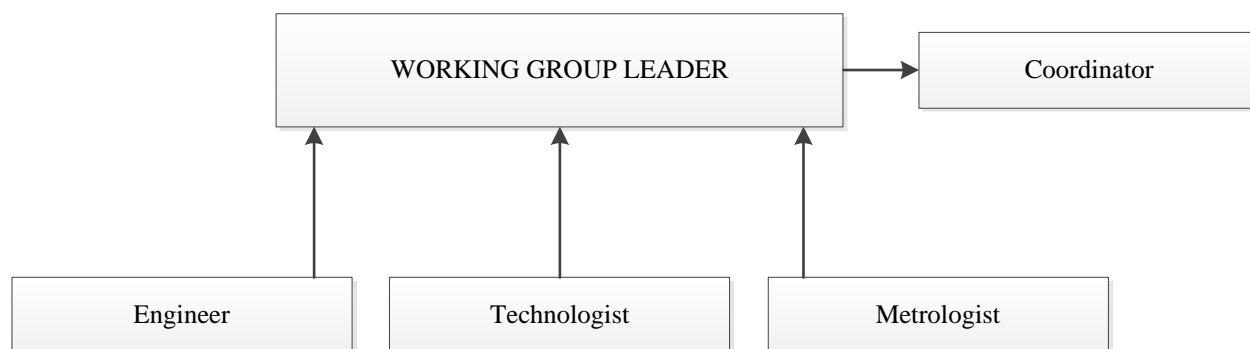 WORKING GROUP LEADER
Coordinator
Engineer
Technologist
Metrologist